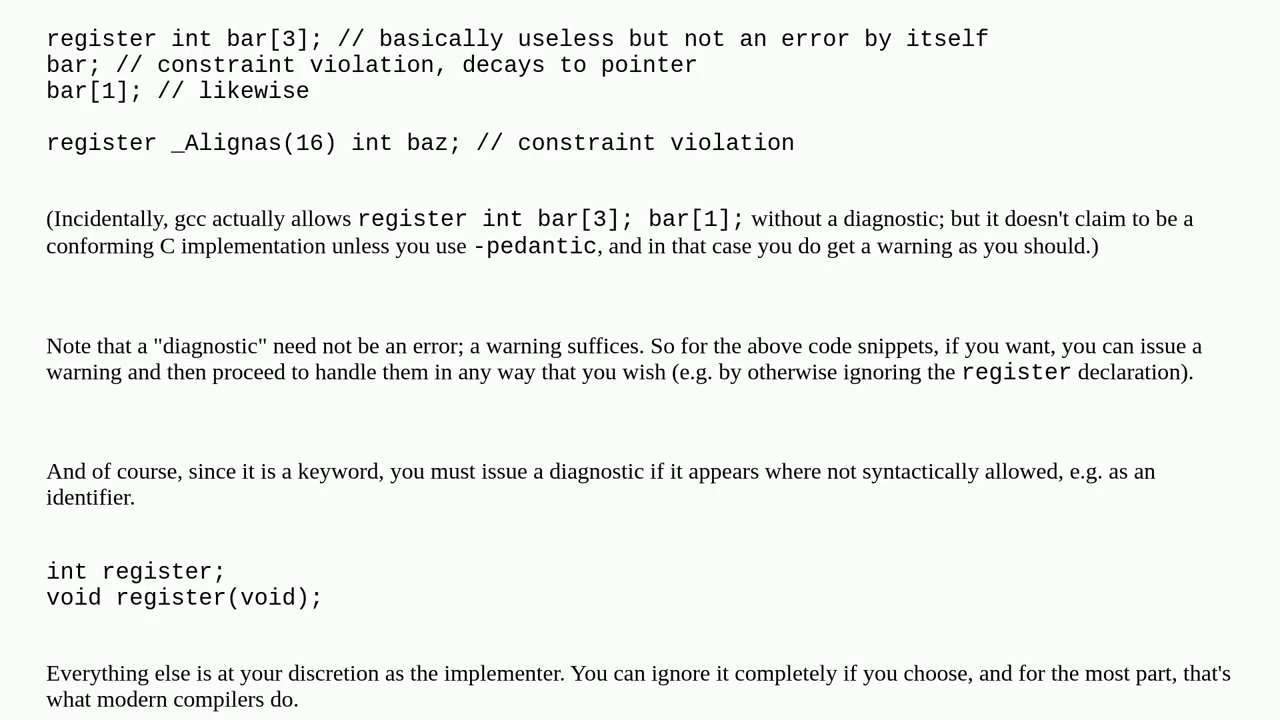 register int bar[3]; // basically useless but not an error by itself
bar; // constraint violation, decays to pointer
bar[1]; // likewise
register _Alignas(16) int baz; // constraint violation
(Incidentally, gcc actually allows register int bar[3]; bar[1]; without a diagnostic; but it doesn't claim to be a
conforming C implementation unless you use -pedantic, and in that case you do get a warning as you should.)
Note that a "diagnostic" need not be an error; a warning suffices. So for the above code snippets, if you want, you can issue a
warning and then proceed to handle them in any way that you wish (e.g. by otherwise ignoring the register declaration).
And of course, since it is a keyword, you must issue a diagnostic if it appears where not syntactically allowed, e.g. as an
identifier.
int register;
void register(void);
Everything else is at your discretion as the implementer. You can ignore it completely if you choose, and for the most part, that's
what modern compilers do.